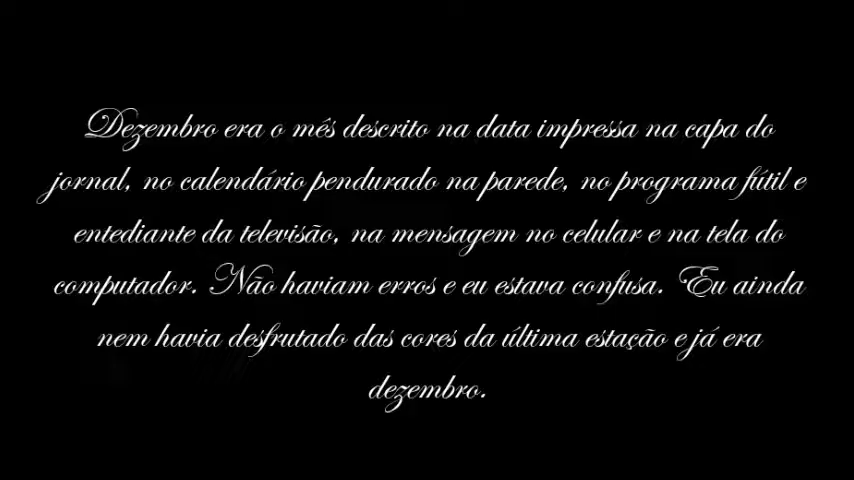 Dezembro era o mês descrito na data impressa na capa do
jornal, no calendário pendurado na parede, no programa fútil e
entediante da televisão, na mensagem no celular e na tela do
computador. Não haviam erros e eu estava confusa. Eu ainda
nem havia desfrutado das cores da última estação e já era
dezembro.